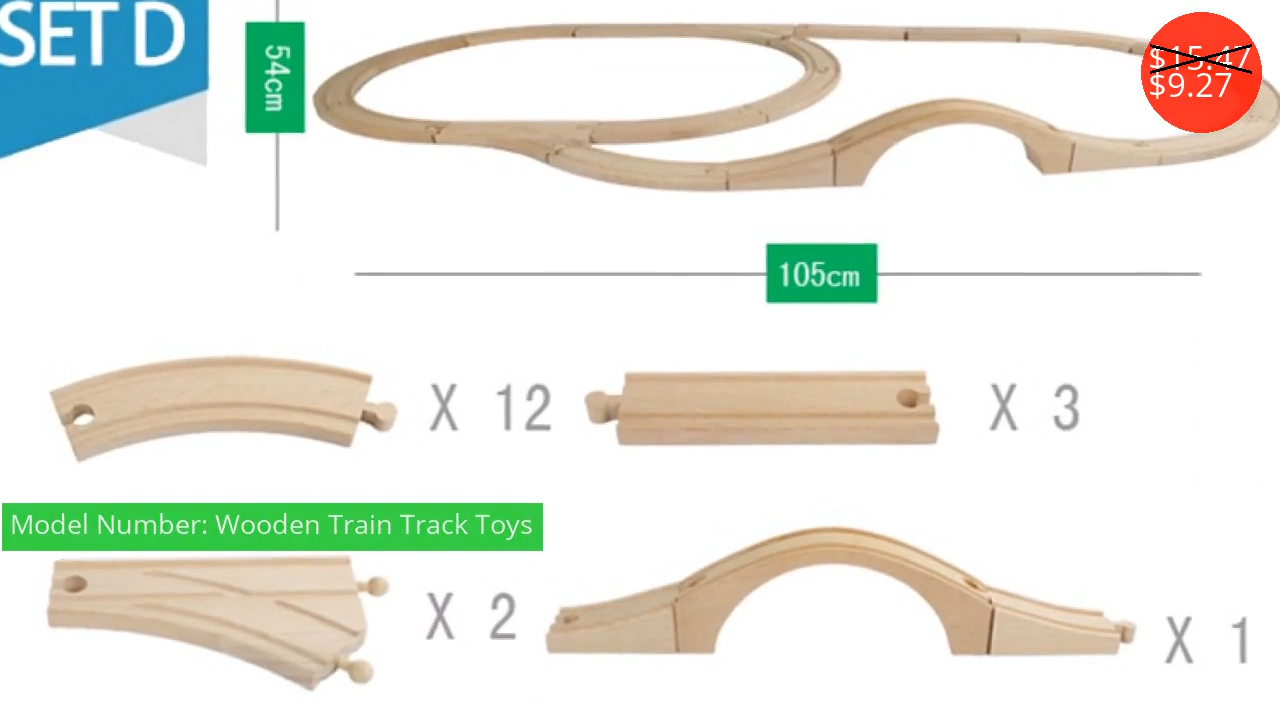 SET D
54cm
$15.47
$9.27
105cm
X 12
X 3
Model Number: Wooden Train Track Toys
X 2
X 1